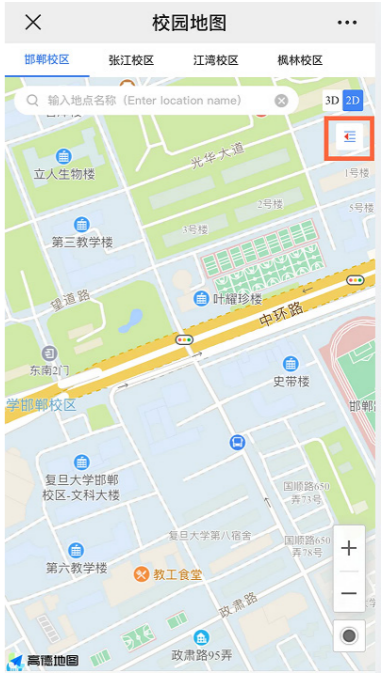 校园地图
邯郸校区 张江校区 江湾校区 枫林校区
输入地点名称（Enter location name）
3D 2D
立人生物楼
光华大道
1号楼
2号楼
5号楼
3号楼
第三教学楼
望道路
叶耀珍楼
中环路
东南2门
史带楼
学邯郸校区
邯郸
复旦大学邯郸
校区-文科大楼
国顺路650
弄73号
复旦大学第八宿舍
国顺路650
弄78号
第六教学楼
教工食堂
政肃路
政肃路95弄
高德地图